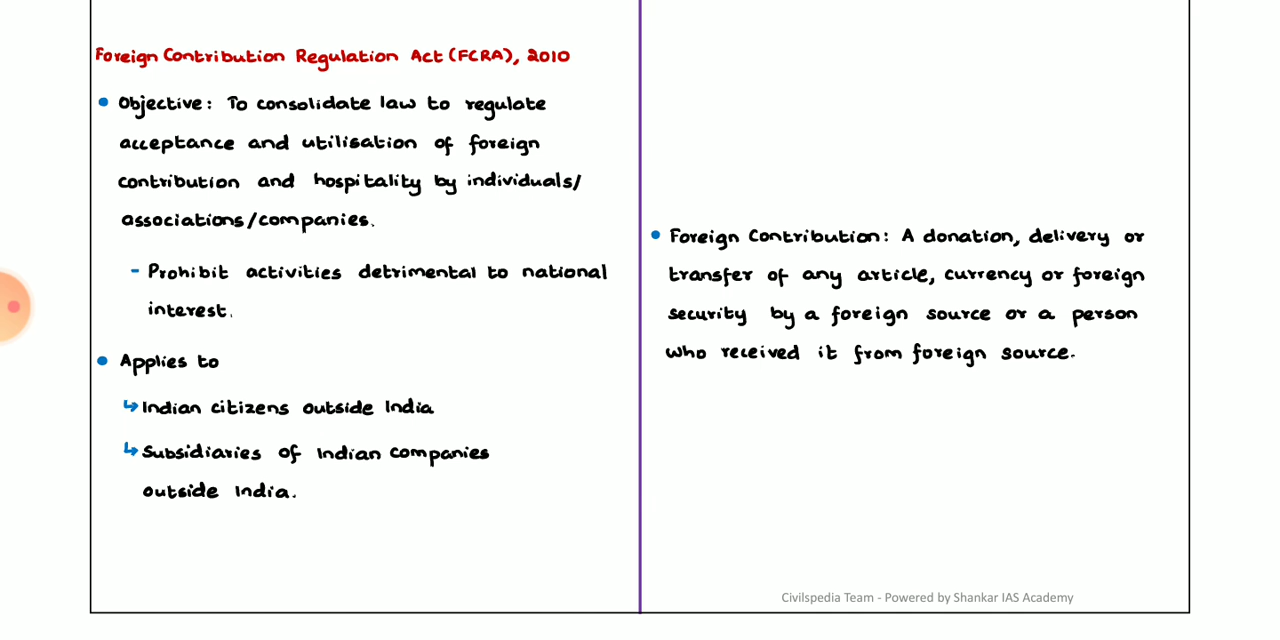 Foreign Contribution Regulation Act (FCRA), 2010
• Objective: To consolidate law to regulate
acceptance and utilisation of foreign
contribution and hospitality by individuals/
associations/companies.
- Prohibit activities detrimental to national
interest.
• Applies to
↳ Indian citizens outside India
↳ Subsidiaries of Indian companies
outside India.
• Foreign Contribution: A donation, delivery or
transfer of any article, currency or foreign
security by a foreign source or a person
who received it from foreign source.
Civilspedia Team - Powered by Shankar IAS Academy